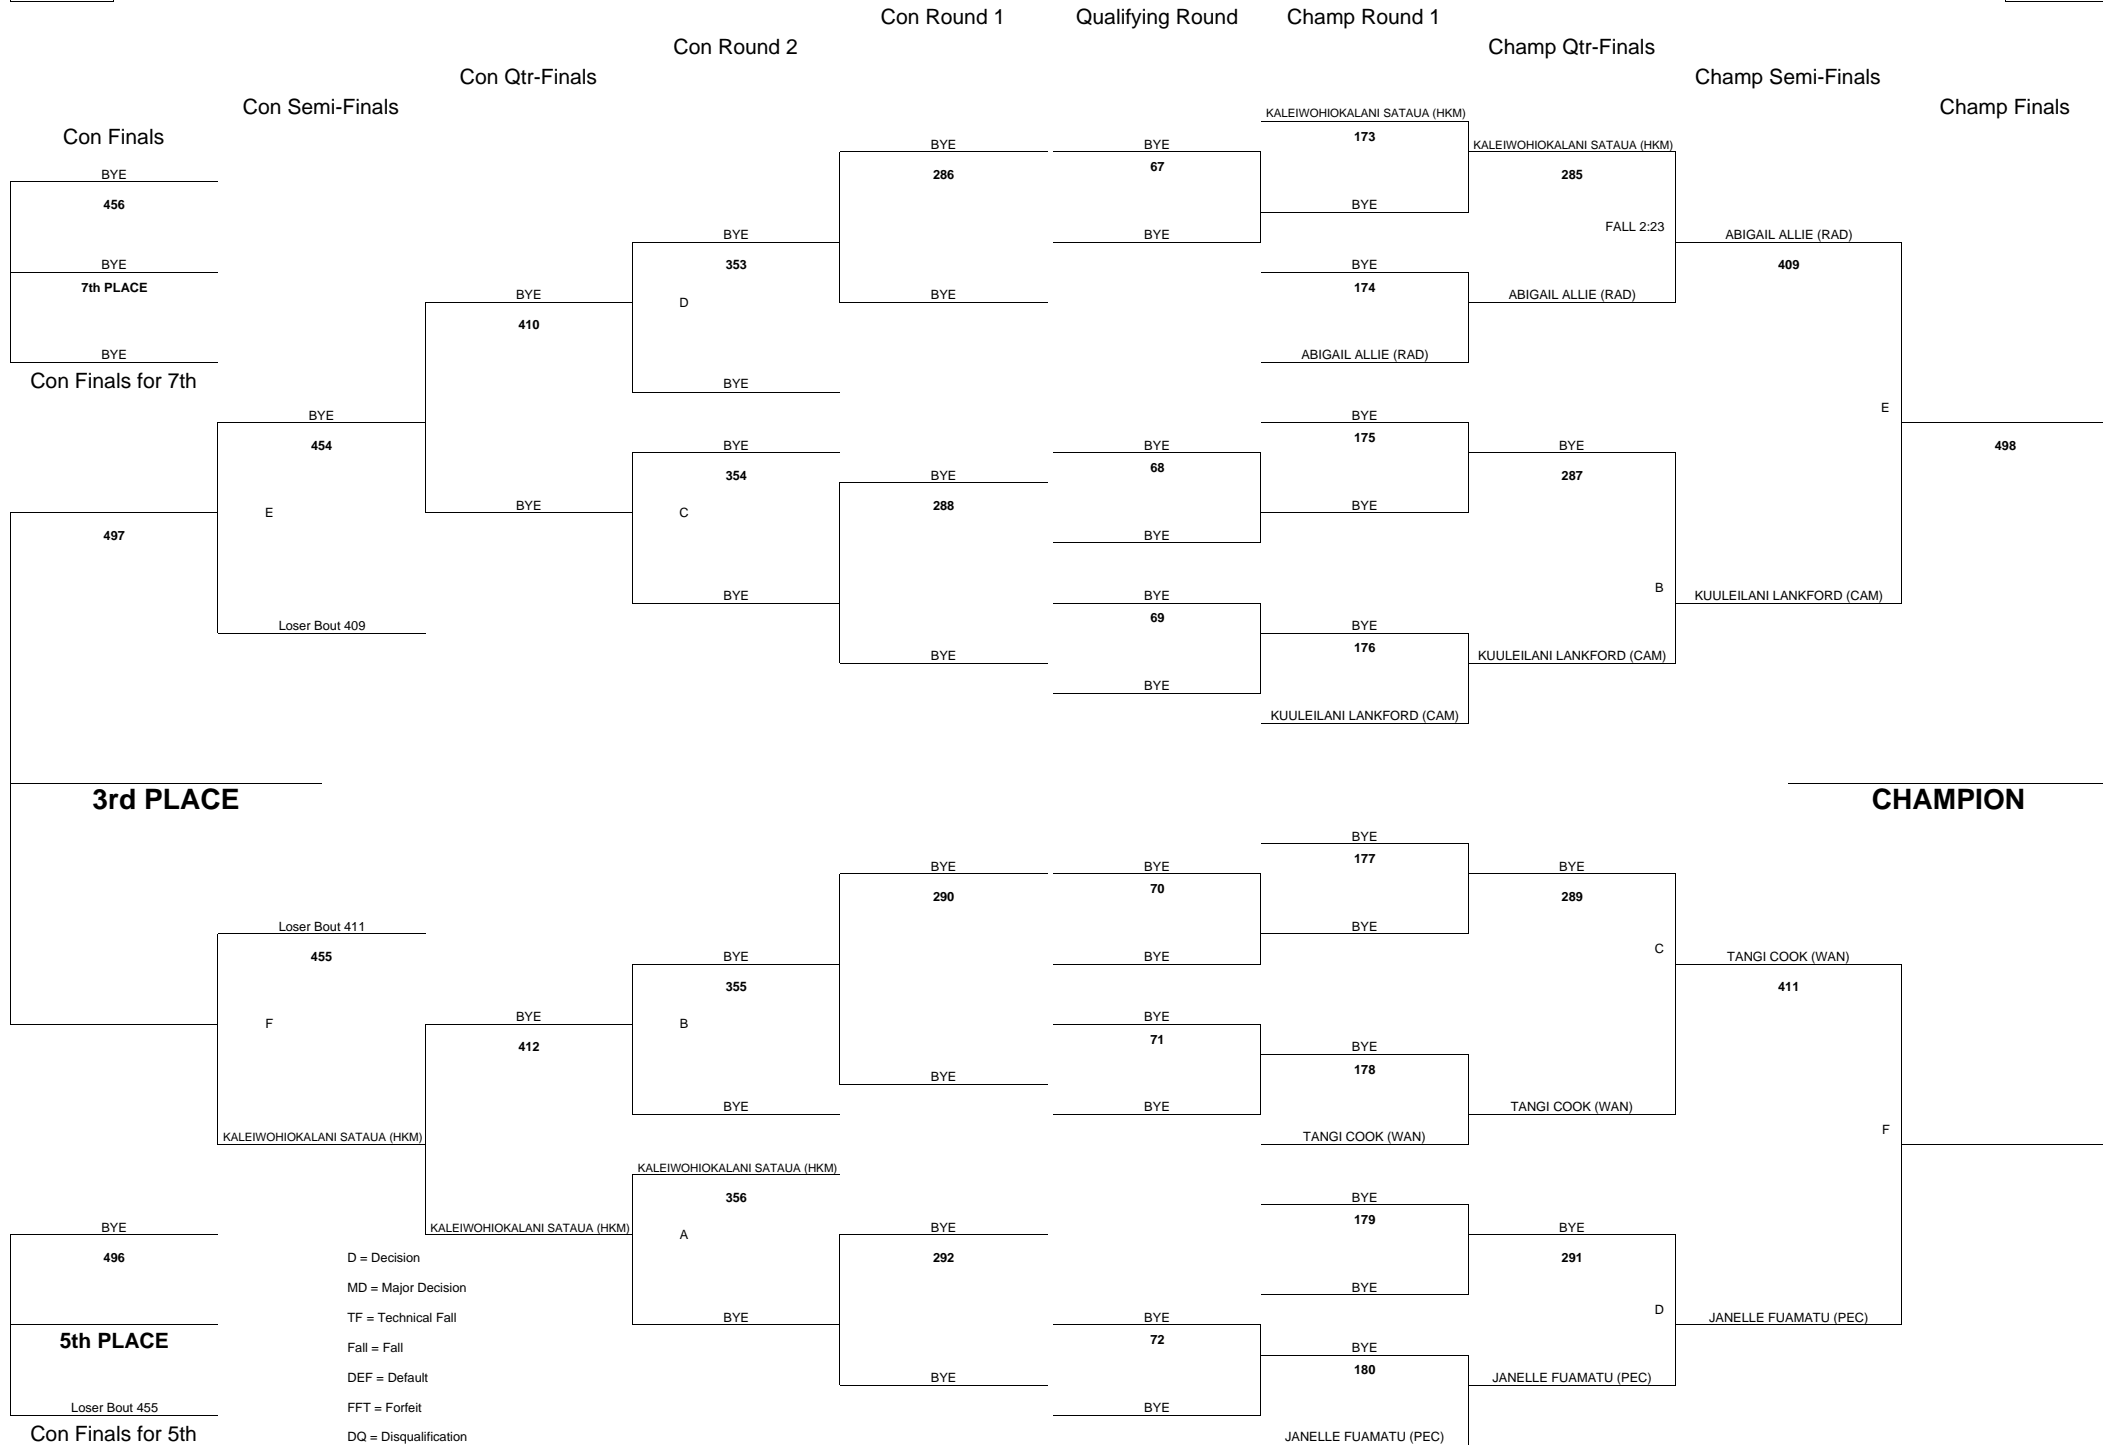 Con Round 1
Qualifying Round
Champ Round 1
Con Round 2
Champ Qtr-Finals
Con Qtr-Finals
Champ Semi-Finals
Con Semi-Finals
Champ Finals
Con Finals
BYE
456
BYE
7th PLACE
BYE
Con Finals for 7th
497
3rd PLACE
BYE
496
5th PLACE
Loser Bout 455
Con Finals for 5th
BYE
454
E
Loser Bout 409
Loser Bout 411
455
F
KALEIWOHIOKALANI SATAUA (HKM)
D = Decision
MD = Major Decision
TF = Technical Fall
Fall = Fall
DEF = Default
FFT = Forfeit
DQ = Disqualification
BYE
410
BYE
BYE
412
KALEIWOHIOKALANI SATAUA (HKM)
BYE
353
D
BYE
BYE
354
C
BYE
BYE
355
B
BYE
KALEIWOHIOKALANI SATAUA (HKM)
356
A
BYE
BYE
286
BYE
BYE
288
BYE
BYE
290
BYE
BYE
292
BYE
BYE
67
BYE
BYE
68
BYE
BYE
69
BYE
BYE
70
BYE
BYE
71
BYE
BYE
72
BYE
KALEIWOHIOKALANI SATAUA (HKM)
173
BYE
BYE
174
ABIGAIL ALLIE (RAD)
BYE
175
BYE
BYE
176
KUULEILANI LANKFORD (CAM)
BYE
177
BYE
BYE
178
TANGI COOK (WAN)
BYE
179
BYE
BYE
180
JANELLE FUAMATU (PEC)
KALEIWOHIOKALANI SATAUA (HKM)
285
FALL 2:23
ABIGAIL ALLIE (RAD)
BYE
287
B
KUULEILANI LANKFORD (CAM)
BYE
289
C
TANGI COOK (WAN)
BYE
291
D
JANELLE FUAMATU (PEC)
ABIGAIL ALLIE (RAD)
409
E
KUULEILANI LANKFORD (CAM)
TANGI COOK (WAN)
411
F
JANELLE FUAMATU (PEC)
498
CHAMPION